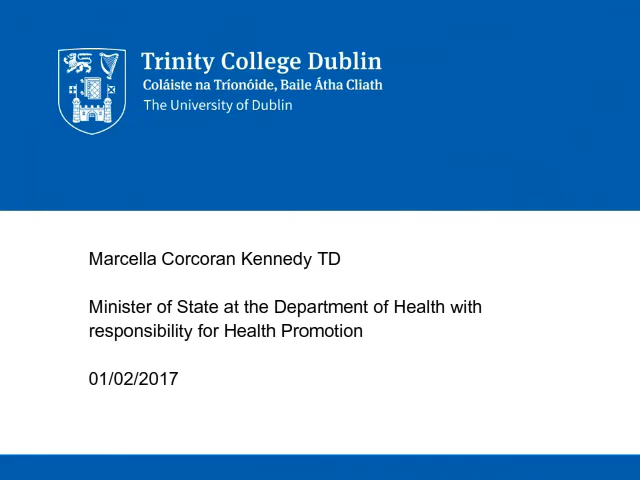 Trinity College Dublin
Coláiste na Tríonóide, Baile Átha Cliath
The University of Dublin
Marcella Corcoran Kennedy TD
Minister of State at the Department of Health with
responsibility for Health Promotion
01/02/2017